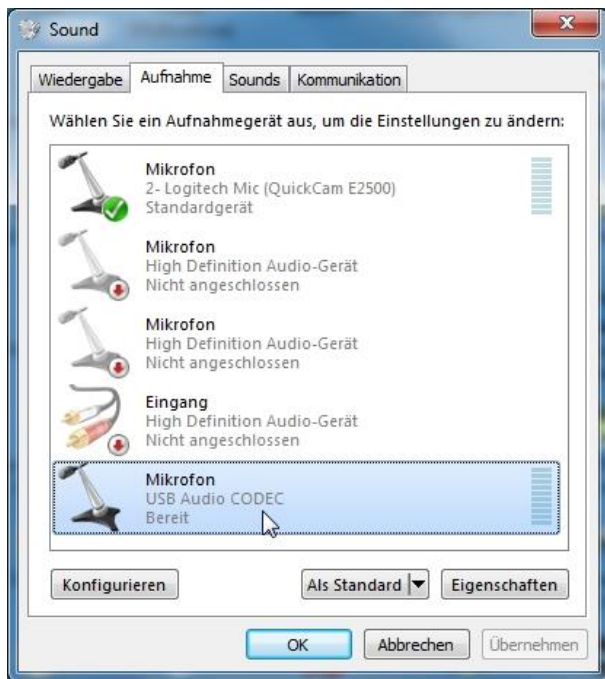 Sound
Wiedergabe Aufnahme Sounds Kommunikation
Wählen Sie ein Aufnahmegerät aus, um die Einstellungen zu ändern:
Mikrofon
2- Logitech Mic (QuickCam E2500)
Standardgerät
Mikrofon
High Definition Audio-Gerät
Nicht angeschlossen
Mikrofon
High Definition Audio-Gerät
Nicht angeschlossen
Eingang
High Definition Audio-Gerät
Nicht angeschlossen
Mikrofon
USB Audio CODEC
Bereit
Konfigurieren Als Standard Eigenschaften
OK Abbrechen Übernehmen